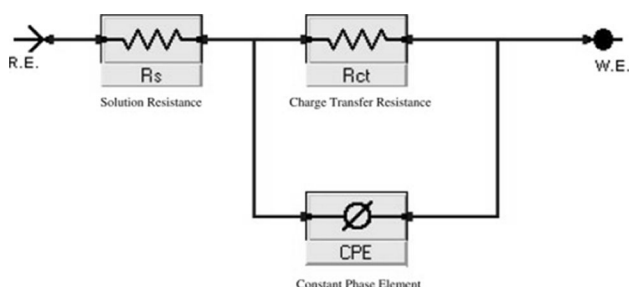 R.E.
Rs
Rct
W.E.
Solution Resistance
Charge Transfer Resistance
CPE
Constant Phase Element